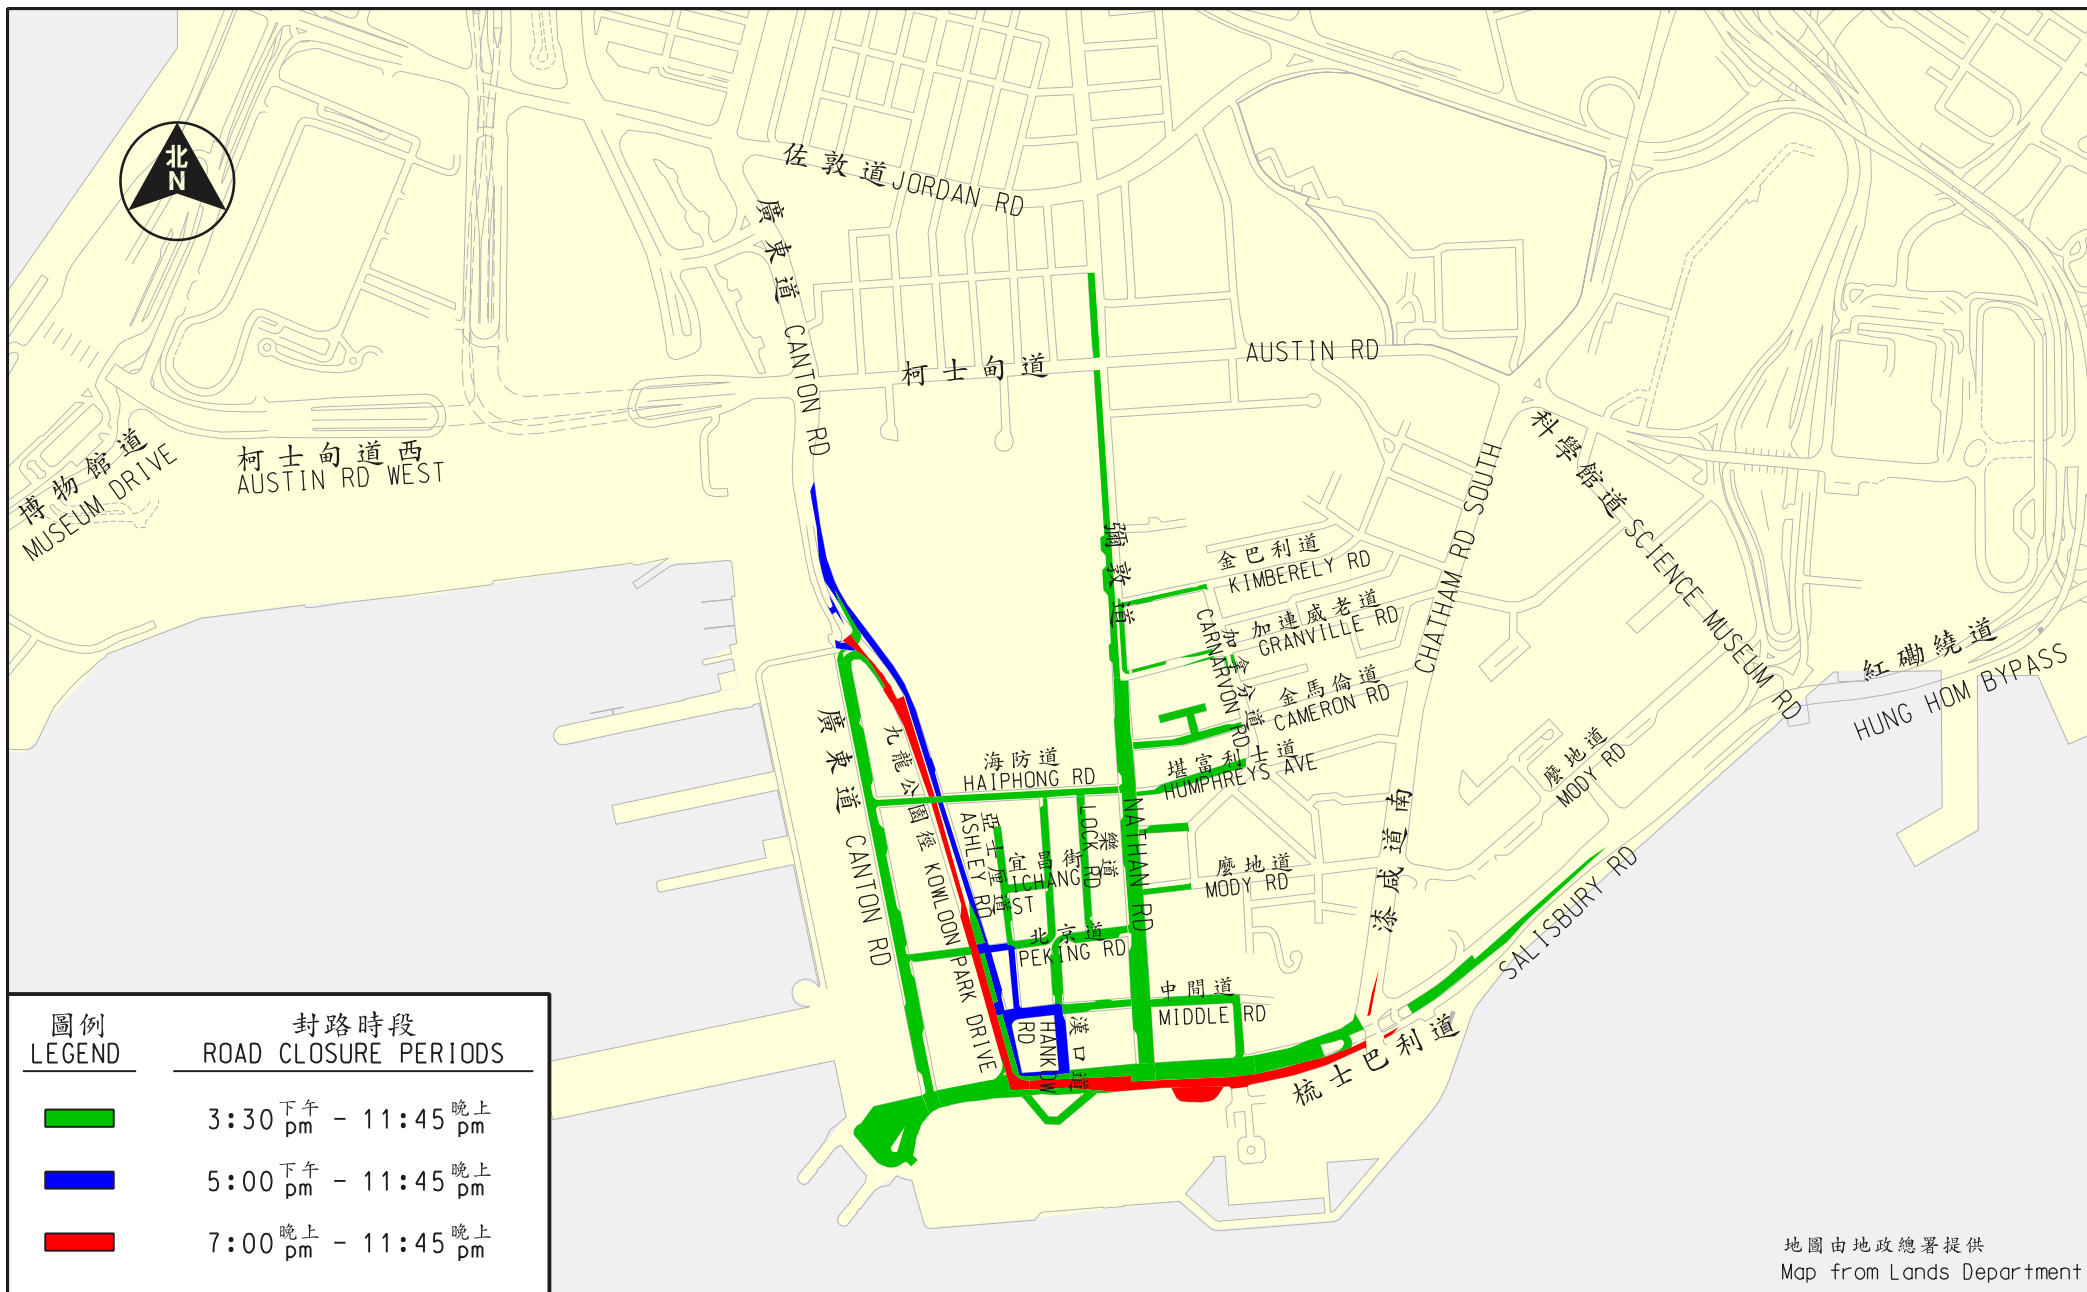 北
N
佐敦道 JORDAN RD
廣東道 CANTON RD
柯士甸道
AUSTIN RD
博物館道
MUSEUM DRIVE
柯士甸道西
AUSTIN RD WEST
科學館道 SCIENCE MUSEUM RD
彌敦道
金巴利道
KIMBERELY RD
加連威老道
GRANVILLE RD
加拿分道
CARNARVON RD
金馬倫道
CAMERON RD
CHATHAM RD SOUTH
紅磡繞道
HUNG HOM BYPASS
廣東道 CANTON RD
九龍公園徑 KOWLOON PARK DRIVE
海防道
HAIPHONG RD
堪富利士道
HUMPHREYS AVE
麼地道
MODY RD
亞士厘道
ASHLEY RD
宜昌街
ICHANG
ST
樂道
LOCK RD
NATHAN RD
麼地道
MODY RD
漆咸道南
北京道
PEKING RD
中間道
MIDDLE RD
漢口道
HANKOW
RD
SALISBURY RD
梳士巴利道
圖例
LEGEND
封路時段
ROAD CLOSURE PERIODS
3:30 下午 pm - 11:45 晚上 pm
5:00 下午 pm - 11:45 晚上 pm
7:00 晚上 pm - 11:45 晚上 pm
地圖由地政總署提供
Map from Lands Department